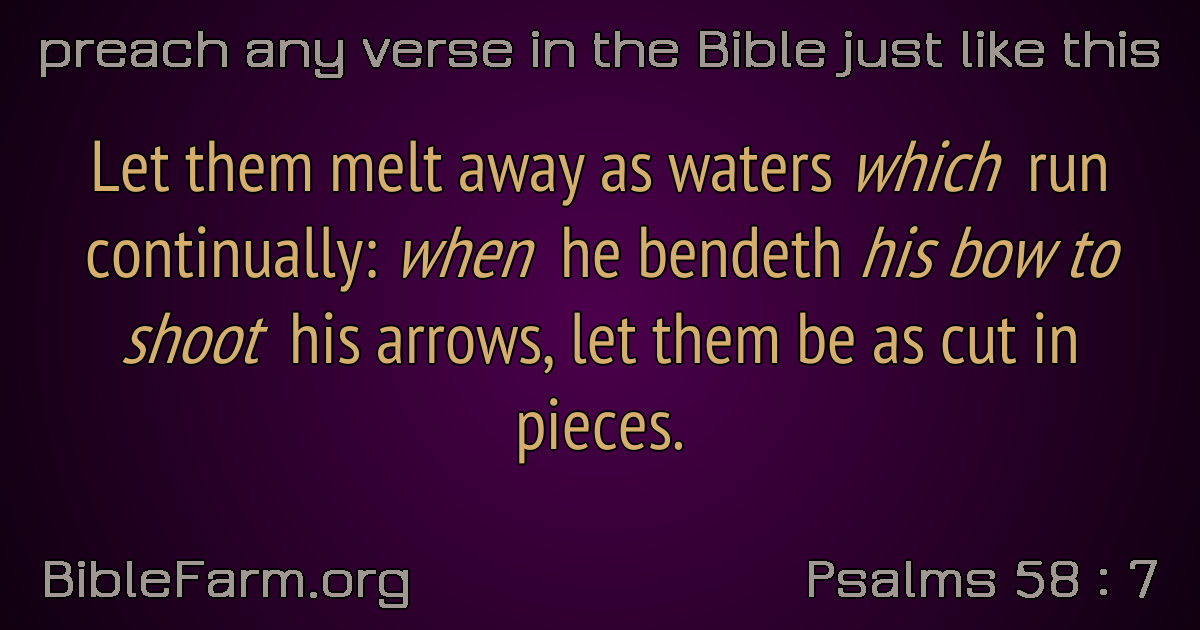 preach any verse in the Bible just like this
Let them melt away as waters which run
continually: when he bendeth his bow to
shoot his arrows, let them be as cut in
pieces.
BibleFarm.org
Psalms 58 : 7